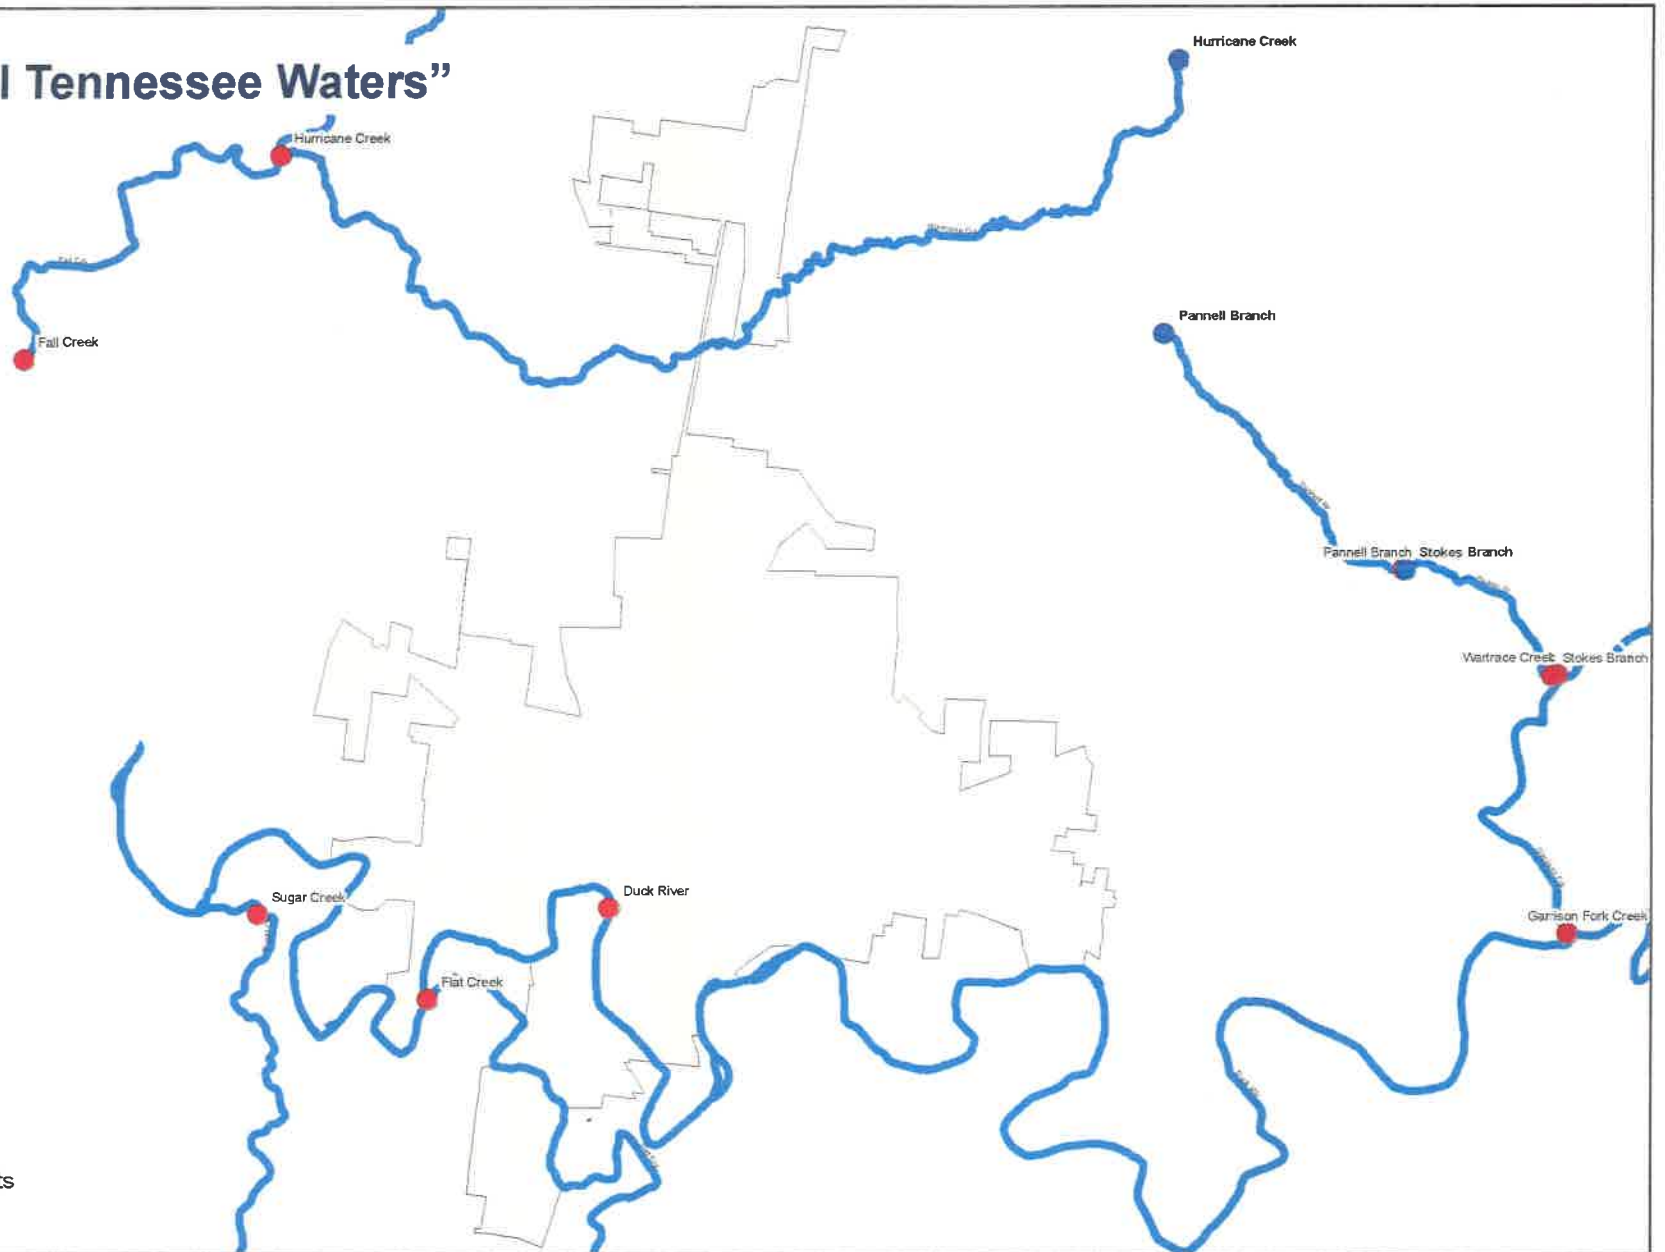 l Tennessee Waters”
Hurricane Creek
Hurricane Creek
Fall Creek
Pannell Branch
Pannell Branch Stokes Branch
Wartrace Creek Stokes Branch
Sugar Creek
Duck River
Garrison Fork Creek
Flat Creek
ts